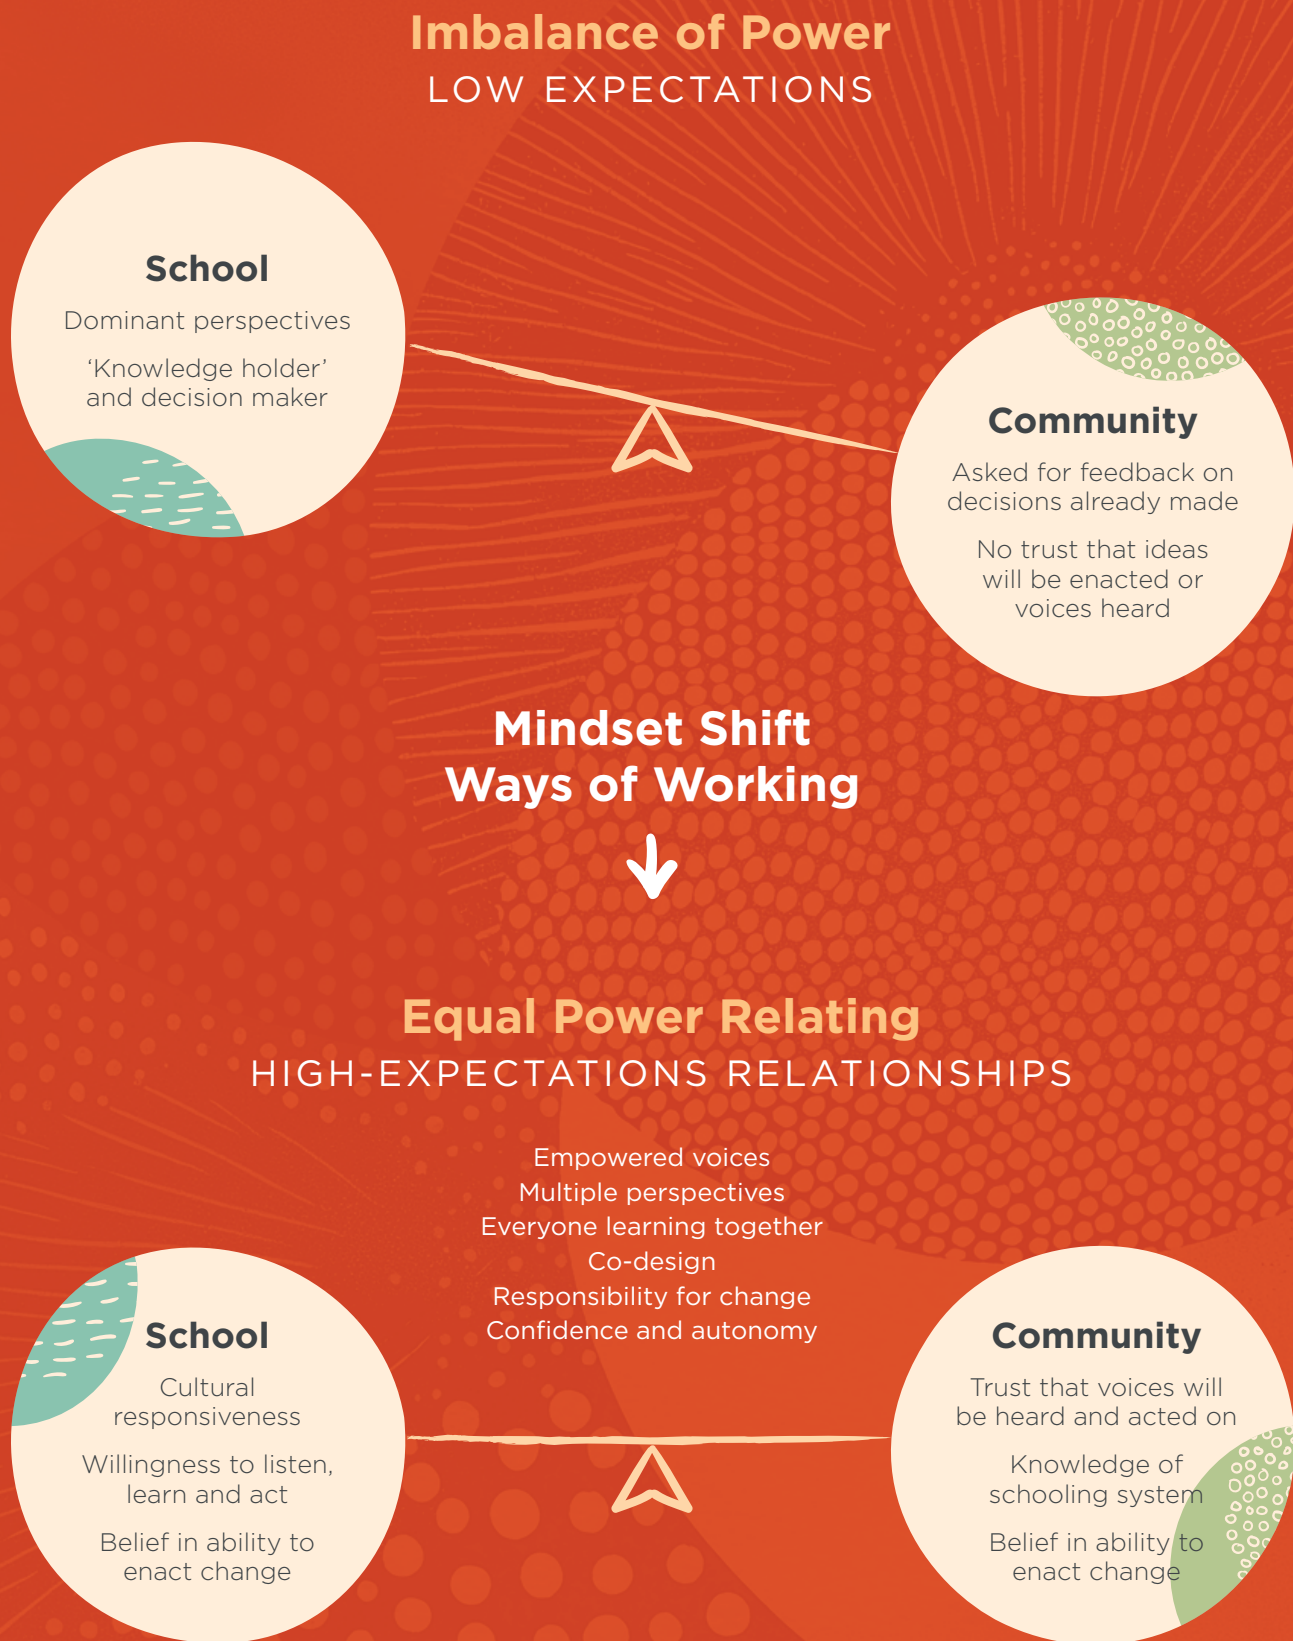 Imbalance of Power
LOW EXPECTATIONS
School
Dominant perspectives
‘Knowledge holder’
and decision maker
Community
Asked for feedback on
decisions already made
No trust that ideas
will be enacted or
voices heard
Mindset Shift
Ways of Working
Equal Power Relating
HIGH-EXPECTATIONS RELATIONSHIPS
Empowered voices
Multiple perspectives
Everyone learning together
Co-design
Responsibility for change
Confidence and autonomy
School
Cultural
responsiveness
Willingness to listen,
learn and act
Belief in ability to
enact change
Community
Trust that voices will
be heard and acted on
Knowledge of
schooling system
Belief in ability to
enact change